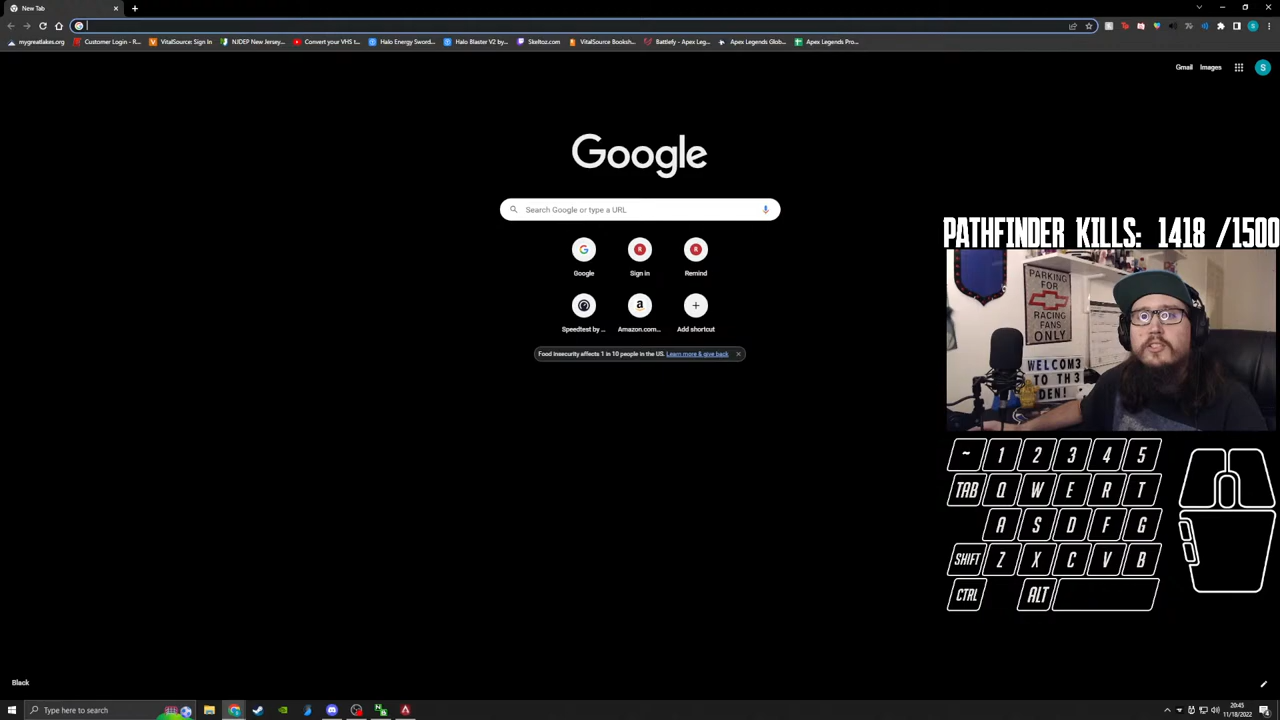 New Tab
mygreatlakes.org
Customer Login - R...
VitalSource: Sign In
NJDEP New Jersey...
Convert your VHS t...
Halo Energy Sword...
Halo Blaster V2 by...
Skeltoz.com
VitalSource Booksh...
Battlefy - Apex Leg...
Apex Legends Glob...
Apex Legends Pro...
Gmail
Images
S
Google
Search Google or type a URL
Google
Sign in
Remind
Speedtest by ...
Amazon.com...
Add shortcut
Food insecurity affects 1 in 10 people in the US. Learn more & give back
PATHFINDER KILLS: 1418 /1500
PARKING
FOR
RACING
FANS
ONLY
WELCOM3
TO TH3
DEN!
~ 1 2 3 4 5
TAB Q W E R T
A S D F G
SHIFT Z X C V B
CTRL ALT
Black
Type here to search
20:45
11/18/2022